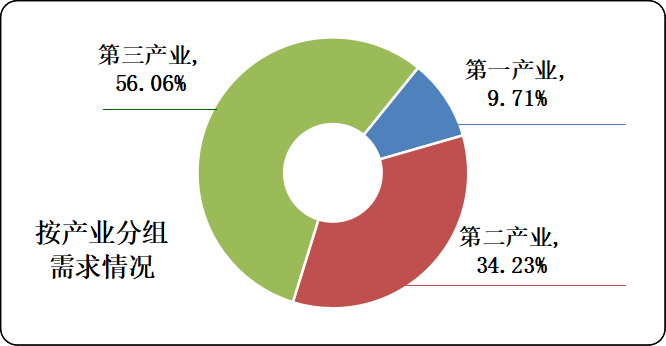 第三产业,
56.06%
第一产业,
9.71%
第二产业,
34.23%
按产业分组
需求情况